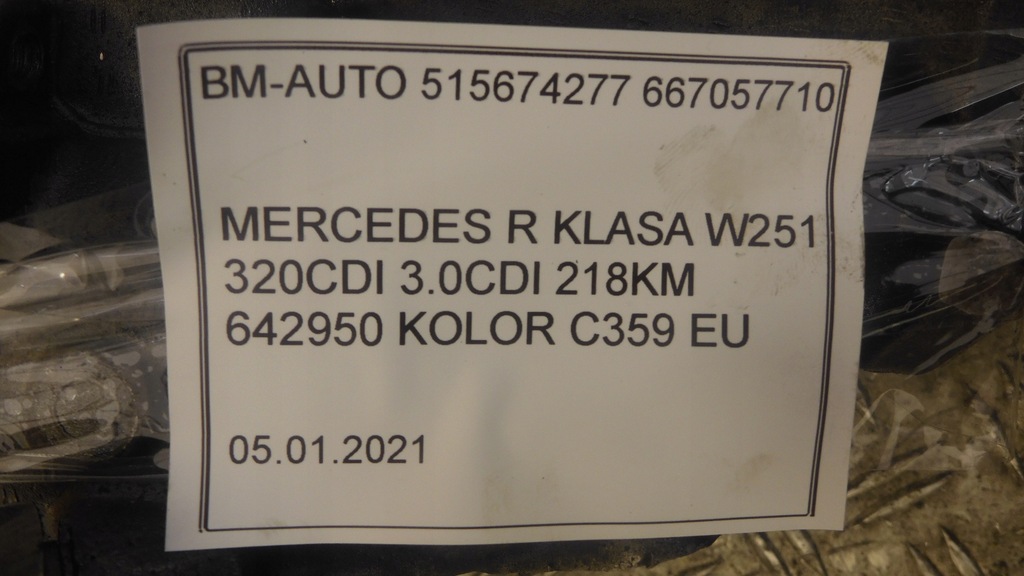 BM-AUTO 515674277 667057710
MERCEDES R KLASA W251
320CDI 3.0CDI 218KM
642950 KOLOR C359 EU
05.01.2021